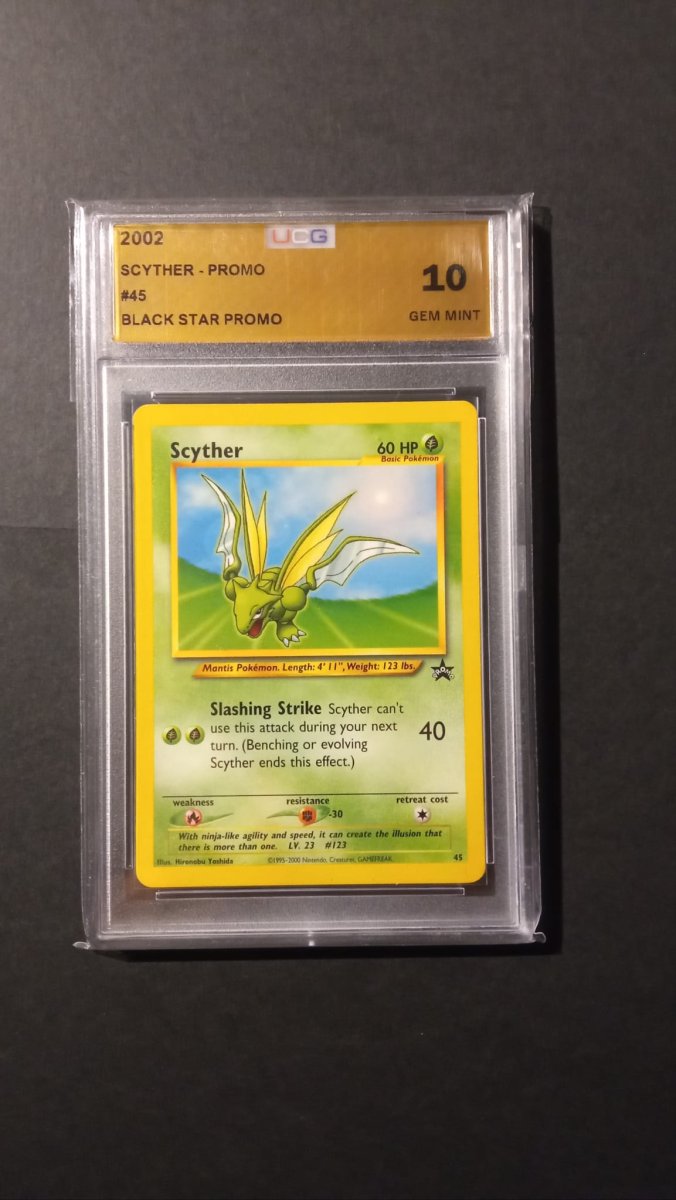 2002
UCG
SCYTHER - PROMO
#45
BLACK STAR PROMO
10
GEM MINT
Scyther
60 HP
Basic Pokémon
Mantis Pokémon. Length: 4' 11", Weight: 123 lbs.
PROMO
Slashing Strike Scyther can't
use this attack during your next
turn. (Benching or evolving
Scyther ends this effect.)
40
weakness
resistance
-30
retreat cost
With ninja-like agility and speed, it can create the illusion that
there is more than one. LV. 23 #123
Illus. Hironobu Yoshida
©1995-2000 Nintendo, Creatures, GAMEFREAK.
45